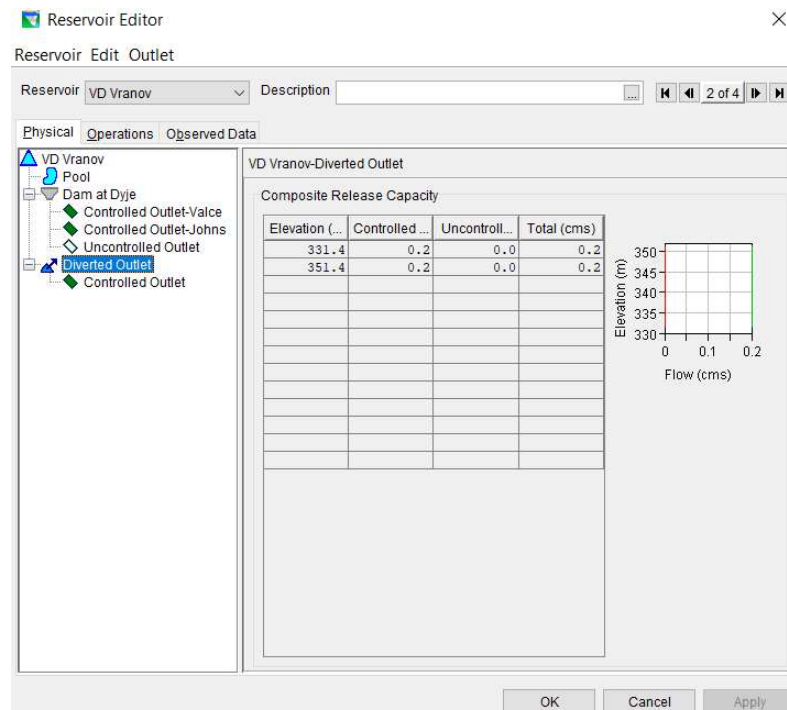 Reservoir Editor
Reservoir Edit Outlet
Reservoir VD Vranov Description ... 2 of 4
Physical Operations Observed Data
VD Vranov
Pool
Dam at Dyje
Controlled Outlet-Valce
Controlled Outlet-Johns
Uncontrolled Outlet
Diverted Outlet
Controlled Outlet
VD Vranov-Diverted Outlet
Composite Release Capacity
Elevation (... Controlled ... Uncontroll... Total (cms)
331.4 0.2 0.0 0.2
351.4 0.2 0.0 0.2
Elevation (m)
350
345
340
335
330
0 0.1 0.2
Flow (cms)
OK Cancel Apply